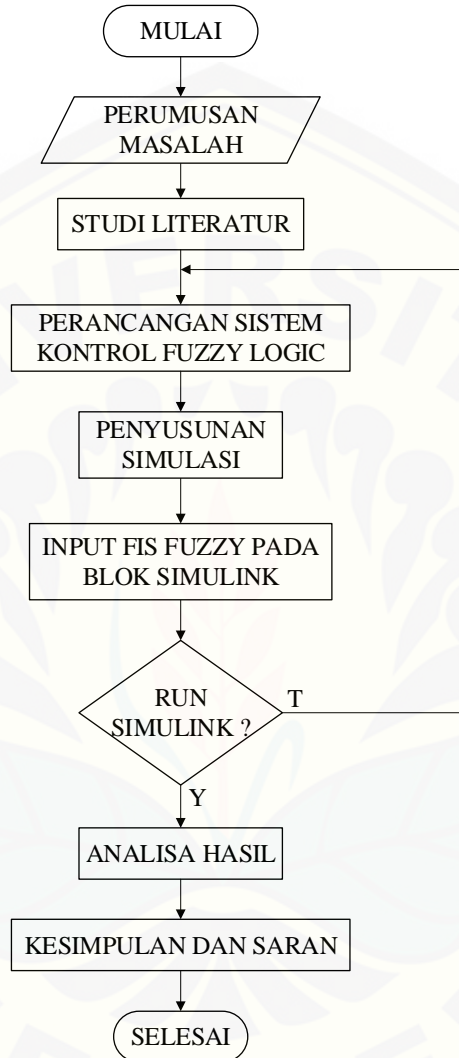 MULAI
PERUMUSAN
MASALAH
STUDI LITERATUR
PERANCANGAN SISTEM
KONTROL FUZZY LOGIC
PENYUSUNAN
SIMULASI
INPUT FIS FUZZY PADA
BLOK SIMULINK
RUN
SIMULINK ?
T
Y
ANALISA HASIL
KESIMPULAN DAN SARAN
SELESAI